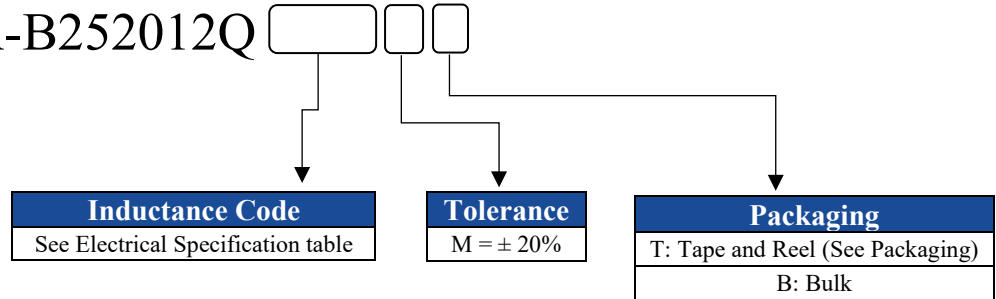 -B252012Q
Inductance Code
See Electrical Specification table
Tolerance
M = ± 20%
Packaging
T: Tape and Reel (See Packaging)
B: Bulk